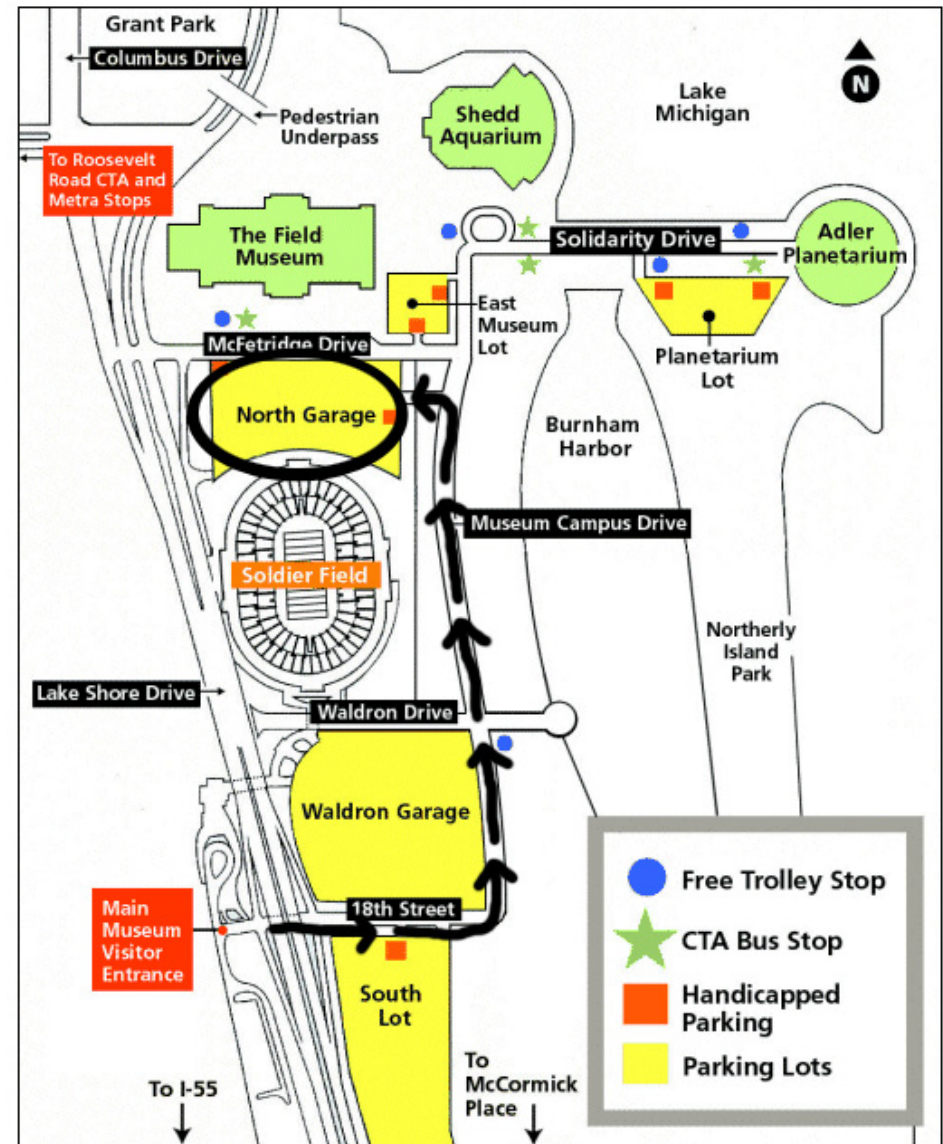 Grant Park
Columbus Drive
Pedestrian
Underpass
Shedd
Aquarium
Lake
Michigan
N
To Roosevelt
Road CTA and
Metra Stops
The Field
Museum
Solidarity Drive
Adler
Planetarium
East
Museum
Lot
McFetridge Drive
Planetarium
Lot
North Garage
Burnham
Harbor
Museum Campus Drive
Soldier Field
Northerly
Island
Park
Lake Shore Drive
Waldron Drive
Waldron Garage
18th Street
Main
Museum
Visitor
Entrance
South
Lot
To I-55
To
McCormick
Place
Free Trolley Stop
CTA Bus Stop
Handicapped
Parking
Parking Lots